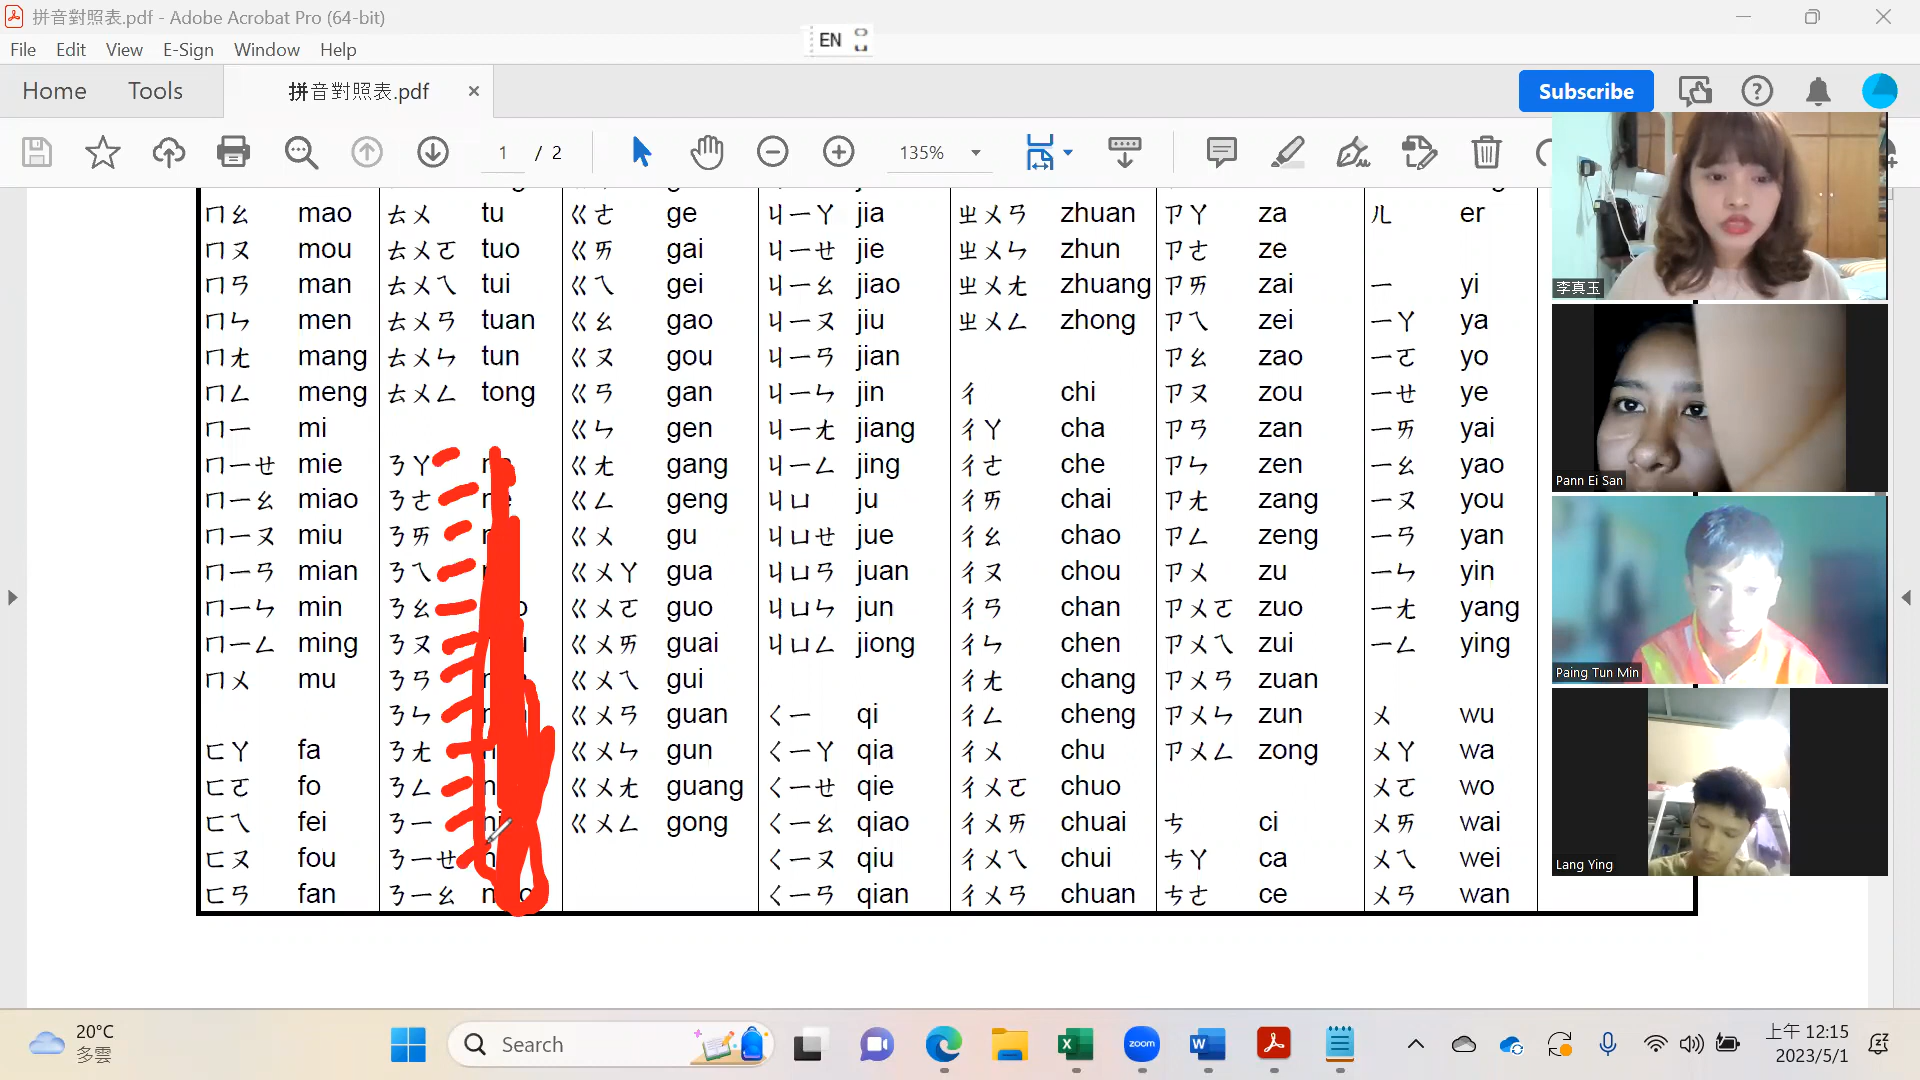 拼音對照表.pdf - Adobe Acrobat Pro (64-bit)
EN
File Edit View E-Sign Window Help
Home Tools 拼音對照表.pdf × Subscribe
1 / 2 135%
ㄇㄠ mao ㄊㄨ tu ㄍㄜ ge ㄐㄧㄚ jia ㄓㄨㄢ zhuan ㄗㄚ za ㄦ er
ㄇㄡ mou ㄊㄨㄛ tuo ㄍㄞ gai ㄐㄧㄝ jie ㄓㄨㄣ zhun ㄗㄜ ze
ㄇㄢ man ㄊㄨㄟ tui ㄍㄟ gei ㄐㄧㄠ jiao ㄓㄨㄤ zhuang ㄗㄞ zai ㄧ yi
ㄇㄣ men ㄊㄨㄢ tuan ㄍㄠ gao ㄐㄧㄡ jiu ㄓㄨㄥ zhong ㄗㄟ zei ㄧㄚ ya
ㄇㄤ mang ㄊㄨㄣ tun ㄍㄡ gou ㄐㄧㄢ jian ㄗㄠ zao ㄧㄛ yo
ㄇㄥ meng ㄊㄨㄥ tong ㄍㄢ gan ㄐㄧㄣ jin ㄔ chi ㄗㄡ zou ㄧㄝ ye
ㄇㄧ mi ㄍㄣ gen ㄐㄧㄤ jiang ㄔㄚ cha ㄗㄢ zan ㄧㄞ yai
ㄇㄧㄝ mie ㄋㄚ ㄍㄤ gang ㄐㄧㄥ jing ㄔㄜ che ㄗㄣ zen ㄧㄠ yao
ㄇㄧㄠ miao ㄋㄜ ne ㄍㄥ geng ㄐㄩ ju ㄔㄞ chai ㄗㄤ zang ㄧㄡ you
ㄇㄧㄡ miu ㄋㄞ ㄍㄨ gu ㄐㄩㄝ jue ㄔㄠ chao ㄗㄥ zeng ㄧㄢ yan
ㄇㄧㄢ mian ㄋㄟ ㄍㄨㄚ gua ㄐㄩㄢ juan ㄔㄡ chou ㄗㄨ zu ㄧㄣ yin
ㄇㄧㄣ min ㄋㄠ ㄍㄨㄛ guo ㄐㄩㄣ jun ㄔㄢ chan ㄗㄨㄛ zuo ㄧㄤ yang
ㄇㄧㄥ ming ㄋㄡ ㄍㄨㄞ guai ㄐㄩㄥ jiong ㄔㄣ chen ㄗㄨㄟ zui ㄧㄥ ying
ㄇㄨ mu ㄋㄢ ㄍㄨㄟ gui ㄔㄤ chang ㄗㄨㄢ zuan
ㄋㄣ ㄍㄨㄢ guan ㄑㄧ qi ㄔㄥ cheng ㄗㄨㄣ zun ㄨ wu
ㄈㄚ fa ㄋㄤ ㄍㄨㄣ gun ㄑㄧㄚ qia ㄔㄨ chu ㄗㄨㄥ zong ㄨㄚ wa
ㄈㄛ fo ㄋㄥ ㄍㄨㄤ guang ㄑㄧㄝ qie ㄔㄨㄛ chuo ㄨㄛ wo
ㄈㄟ fei ㄋㄧ ni ㄍㄨㄥ gong ㄑㄧㄠ qiao ㄔㄨㄞ chuai ㄘ ci ㄨㄞ wai
ㄈㄡ fou ㄋㄧㄝ ㄑㄧㄡ qiu ㄔㄨㄟ chui ㄘㄚ ca ㄨㄟ wei
ㄈㄢ fan ㄋㄧㄠ ㄑㄧㄢ qian ㄔㄨㄢ chuan ㄘㄜ ce ㄨㄢ wan
李真玉
Pann Ei San
Paing Tun Min
Lang Ying
20°C
多雲
Search
zoom
上午 12:15
2023/5/1